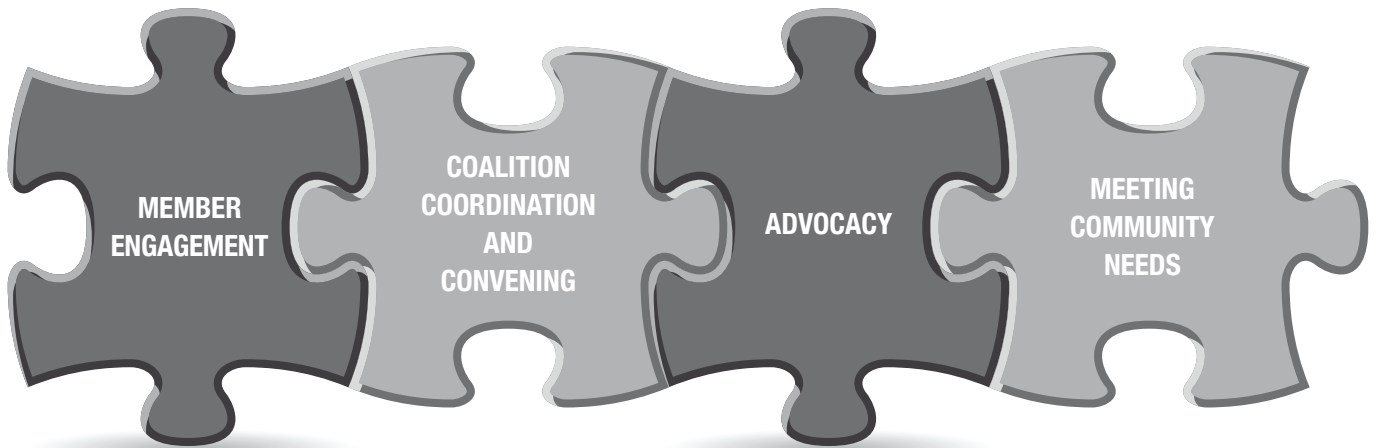 MEMBER
ENGAGEMENT
COALITION
COORDINATION
AND
CONVENING
ADVOCACY
MEETING
COMMUNITY
NEEDS